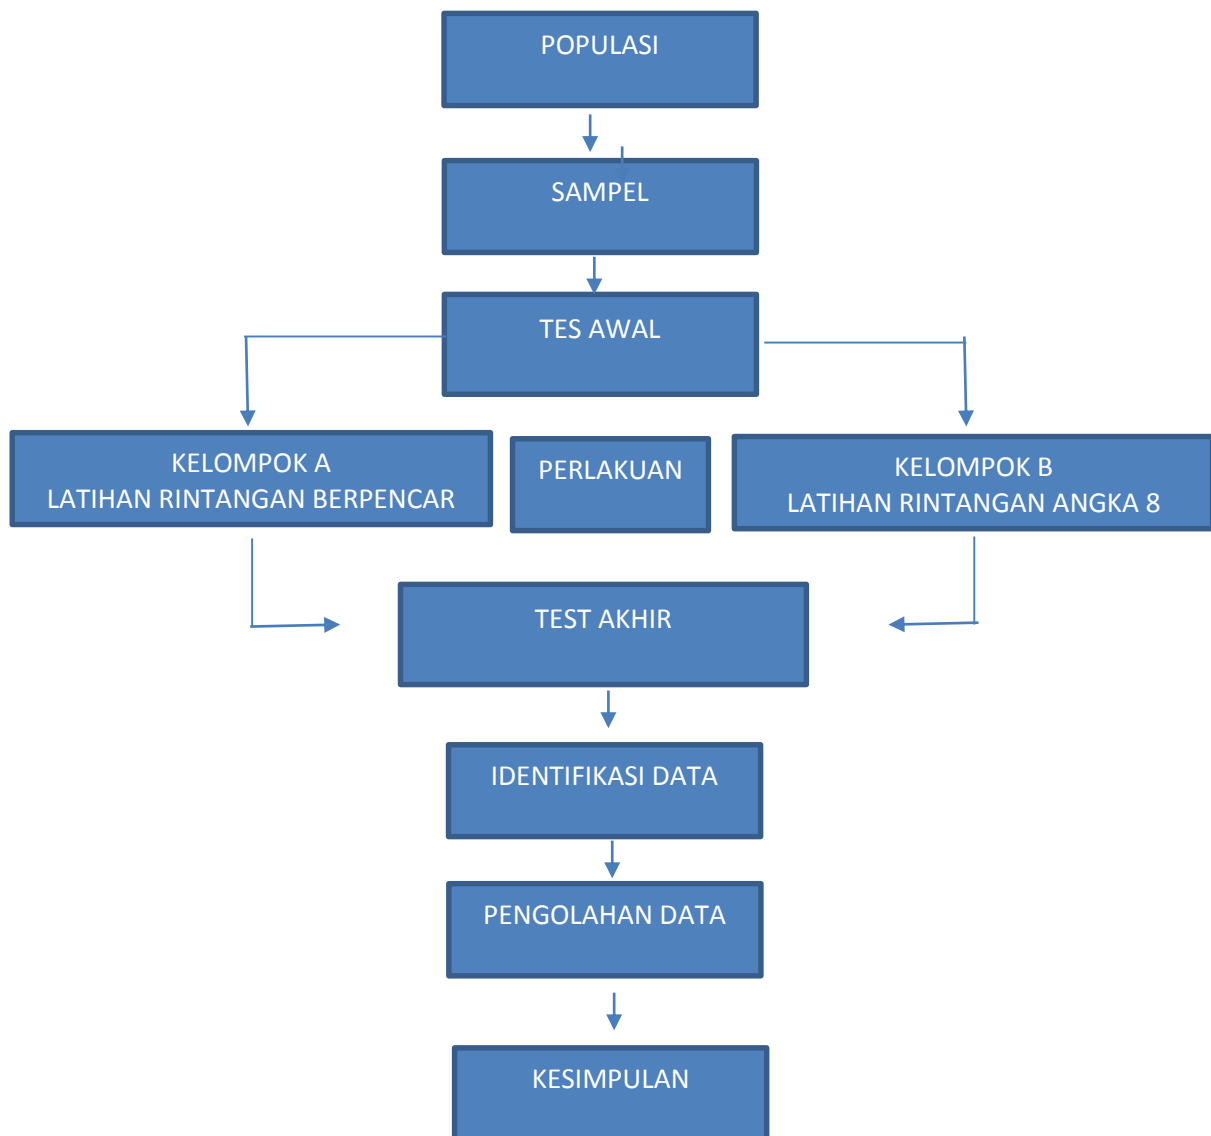 POPULASI
SAMPEL
TES AWAL
KELOMPOK A
LATIHAN RINTANGAN BERPENCAR
PERLAKUAN
KELOMPOK B
LATIHAN RINTANGAN ANGKA 8
TEST AKHIR
IDENTIFIKASI DATA
PENGOLAHAN DATA
KESIMPULAN